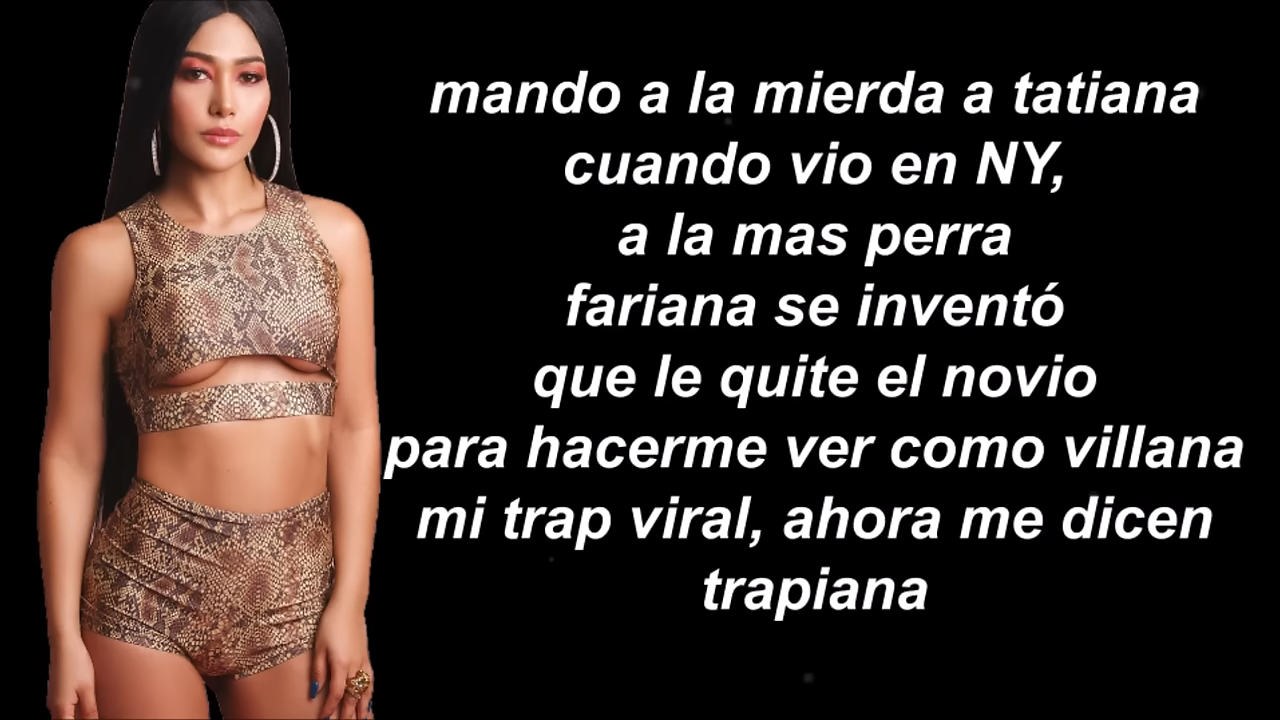 mando a la mierda a tatiana
cuando vio en NY,
a la mas perra
fariana se inventó
que le quite el novio
para hacerme ver como villana
mi trap viral, ahora me dicen
trapiana